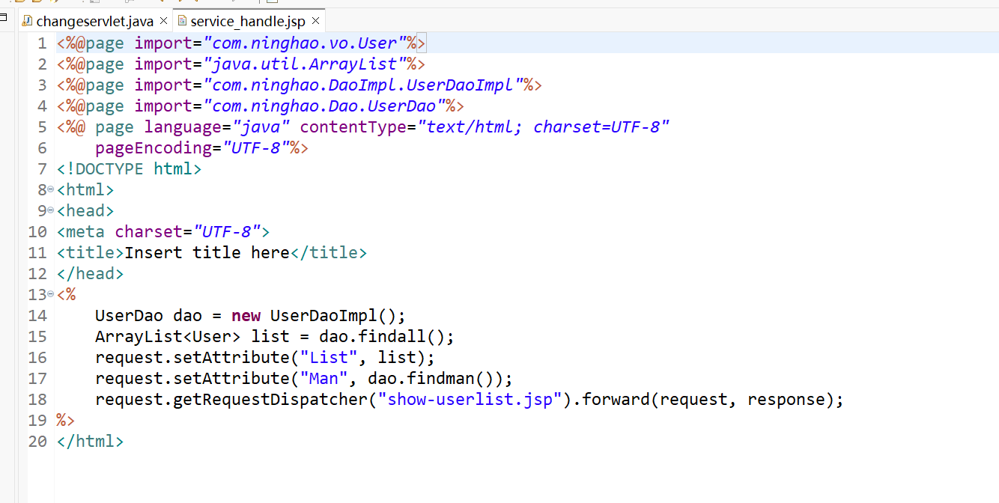 changeservlet.java service_handle.jsp
1 <%@page import="com.ninghao.vo.User"%>
2 <%@page import="java.util.ArrayList"%>
3 <%@page import="com.ninghao.DaoImpl.UserDaoImpl"%>
4 <%@page import="com.ninghao.Dao.UserDao"%>
5 <%@ page language="java" contentType="text/html; charset=UTF-8"
6     pageEncoding="UTF-8"%>
7 <!DOCTYPE html>
8 <html>
9 <head>
10 <meta charset="UTF-8">
11 <title>Insert title here</title>
12 </head>
13 <%
14     UserDao dao = new UserDaoImpl();
15     ArrayList<User> list = dao.findall();
16     request.setAttribute("List", list);
17     request.setAttribute("Man", dao.findman());
18     request.getRequestDispatcher("show-userlist.jsp").forward(request, response);
19 %>
20 </html>